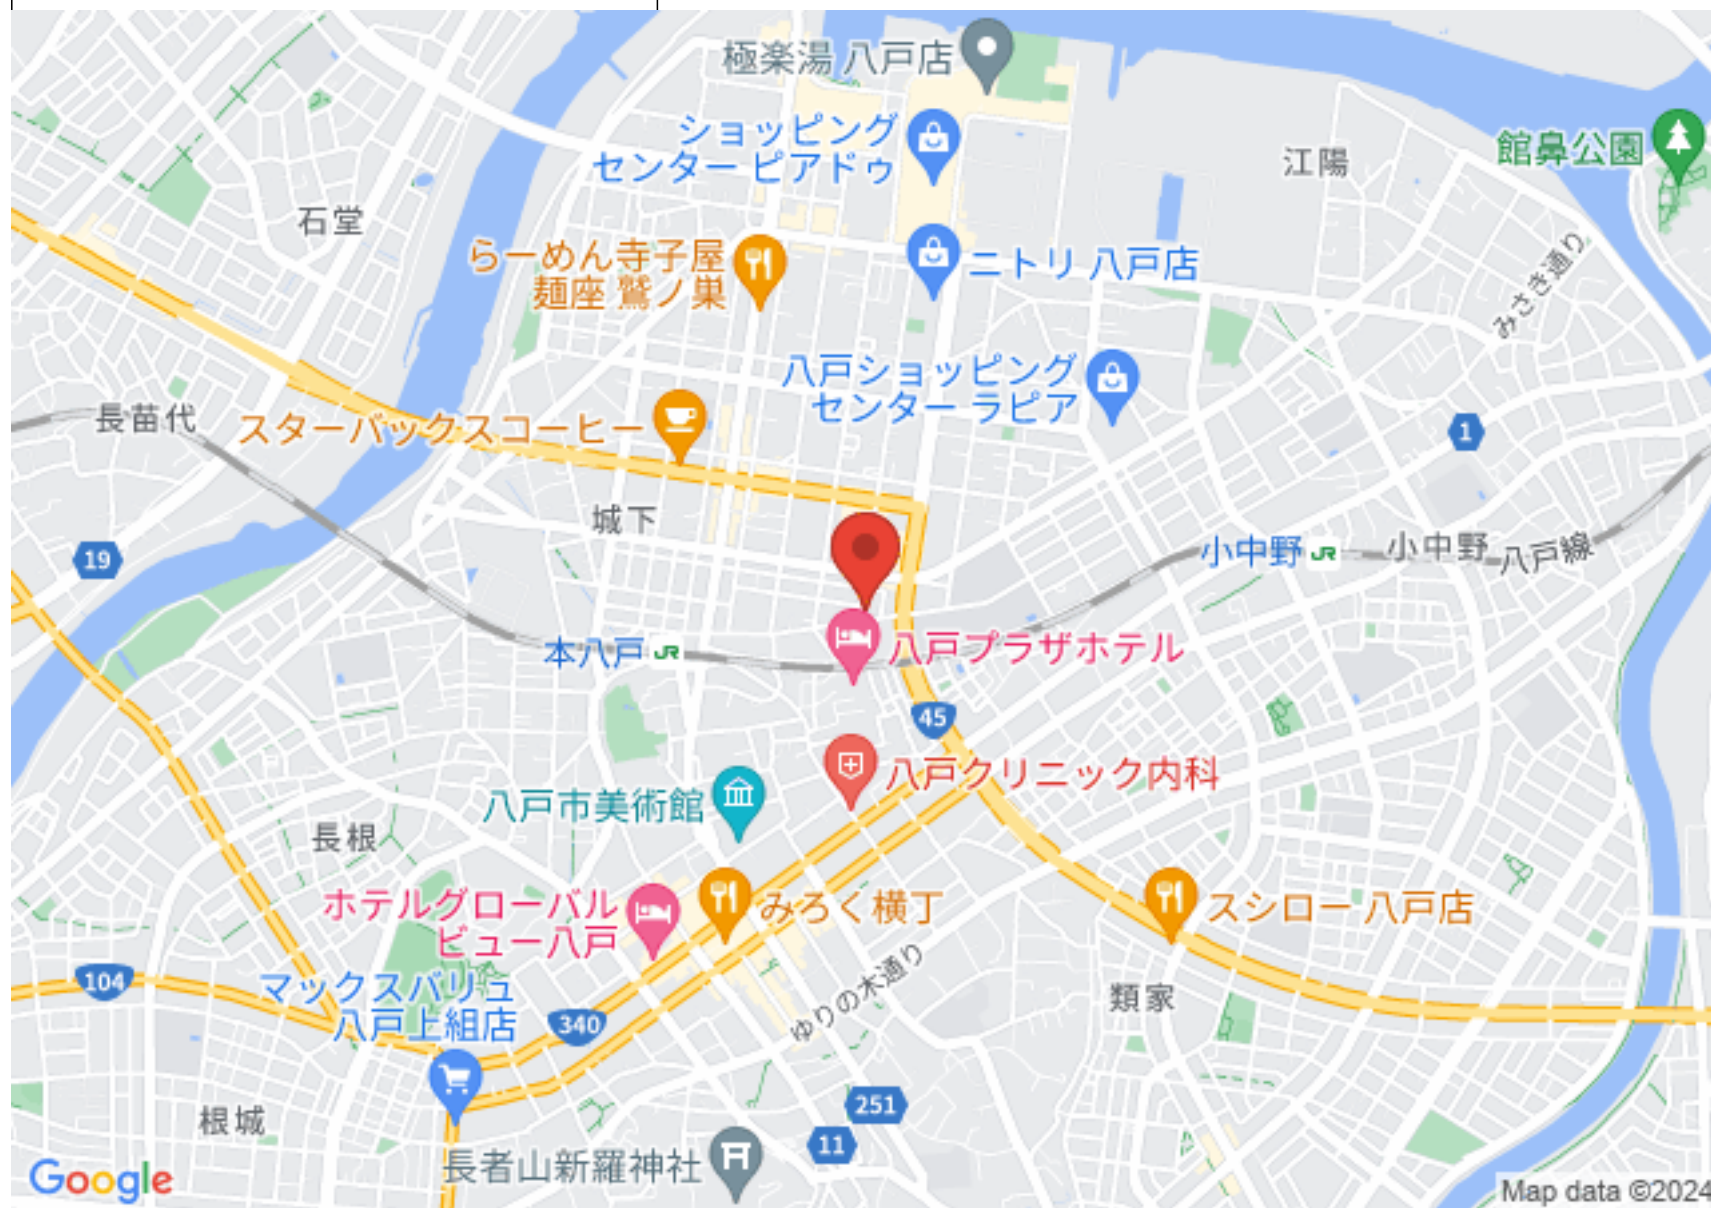 極楽湯 八戸店
ショッピング
センター ピアドゥ
江陽
館鼻公園
石堂
らーめん寺子屋
麺座 鷲ノ巣
ニトリ 八戸店
みさき通り
八戸ショッピング
センター ラピア
長苗代
スターバックスコーヒー
1
城下
19
小中野
JR
小中野
八戸線
本八戸
JR
八戸プラザホテル
45
八戸クリニック内科
八戸市美術館
長根
ホテルグローバル
ビュー八戸
みろく横丁
スシロー 八戸店
104
マックスバリュ
八戸上組店
340
ゆりの木通り
類家
根城
251
11
長者山新羅神社
Google
Map data ©2024